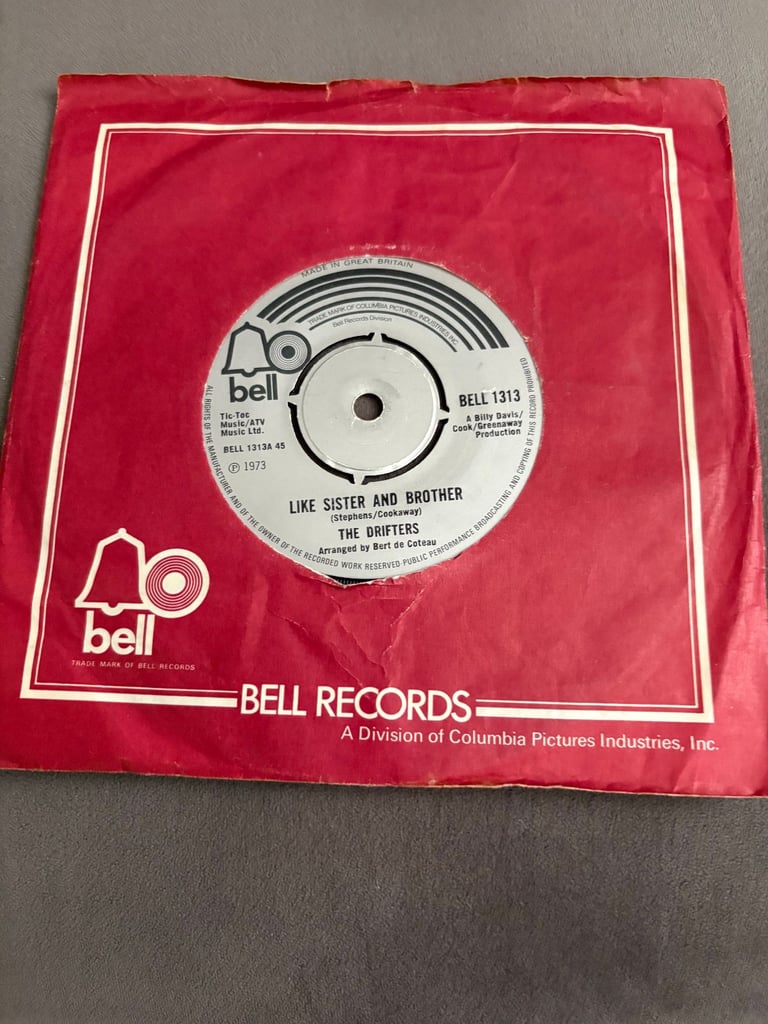 MADE IN GREAT BRITAIN
TRADE MARK OF COLUMBIA PICTURES INDUSTRIES INC.
Bell Records Division
bell
BELL 1313
Tic-Toc
Music/ATV
Music Ltd.
A Billy Davis/
Cook/Greenaway
Production
BELL 1313A 45
℗ 1973
LIKE SISTER AND BROTHER
(Stephens/Cookaway)
THE DRIFTERS
Arranged by Bert de Coteau
ALL RIGHTS OF THE MANUFACTURER AND OF THE OWNER OF THE RECORDED WORK RESERVED·PUBLIC PERFORMANCE BROADCASTING AND COPYING OF THIS RECORD PROHIBITED
bell
TRADE MARK OF BELL RECORDS
BELL RECORDS
A Division of Columbia Pictures Industries, Inc.